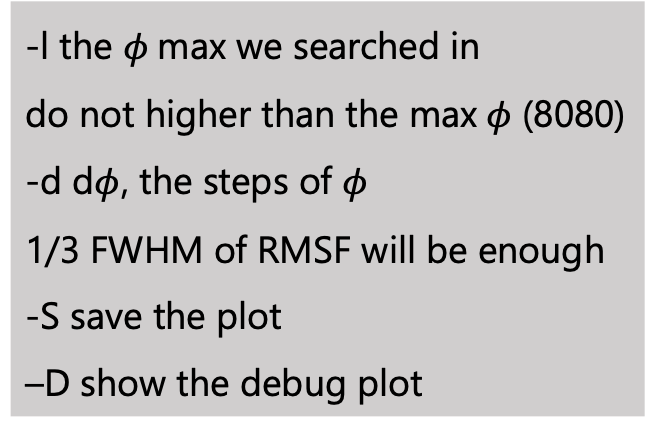 -l the ϕ max we searched in
do not higher than the max ϕ (8080)
-d dϕ, the steps of ϕ
1/3 FWHM of RMSF will be enough
-S save the plot
–D show the debug plot